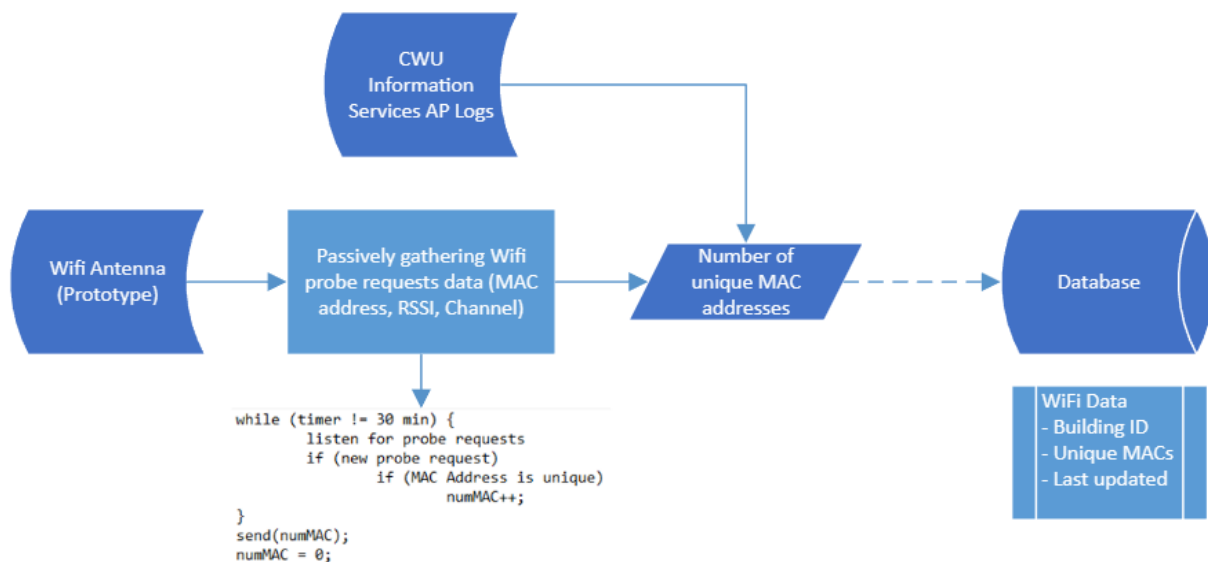 CWU
Information
Services AP Logs
Wifi Antenna
(Prototype)
Passively gathering Wifi
probe requests data (MAC
address, RSSI, Channel)
Number of
unique MAC
addresses
Database
while (timer != 30 min) {
        listen for probe requests
        if (new probe request)
                if (MAC Address is unique)
                        numMAC++;
}
send(numMAC);
numMAC = 0;
WiFi Data
- Building ID
- Unique MACs
- Last updated